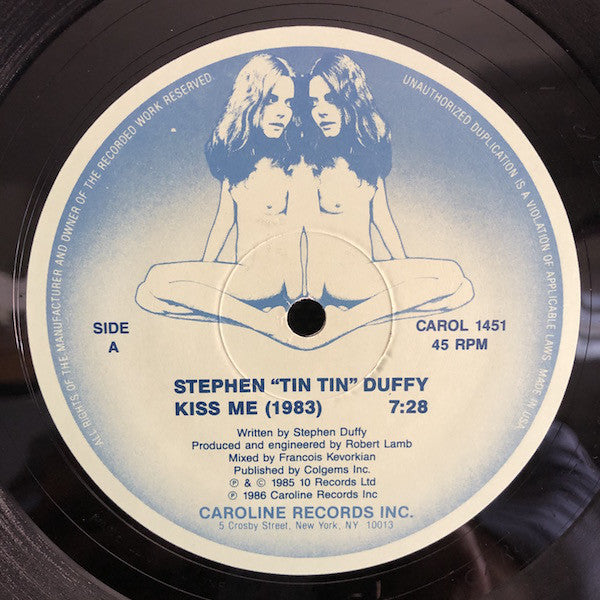 ALL RIGHTS OF THE MANUFACTURER AND OWNER OF THE RECORDED WORK RESERVED
UNAUTHORIZED DUPLICATION IS A VIOLATION OF APPLICABLE LAWS. MADE IN USA
SIDE
A
CAROL 1451
45 RPM
STEPHEN “TIN TIN” DUFFY
KISS ME (1983) 7:28
Written by Stephen Duffy
Produced and engineered by Robert Lamb
Mixed by Francois Kevorkian
Published by Colgems Inc.
℗ & © 1985 10 Records Ltd
℗ 1986 Caroline Records Inc
CAROLINE RECORDS INC.
5 Crosby Street, New York, NY 10013